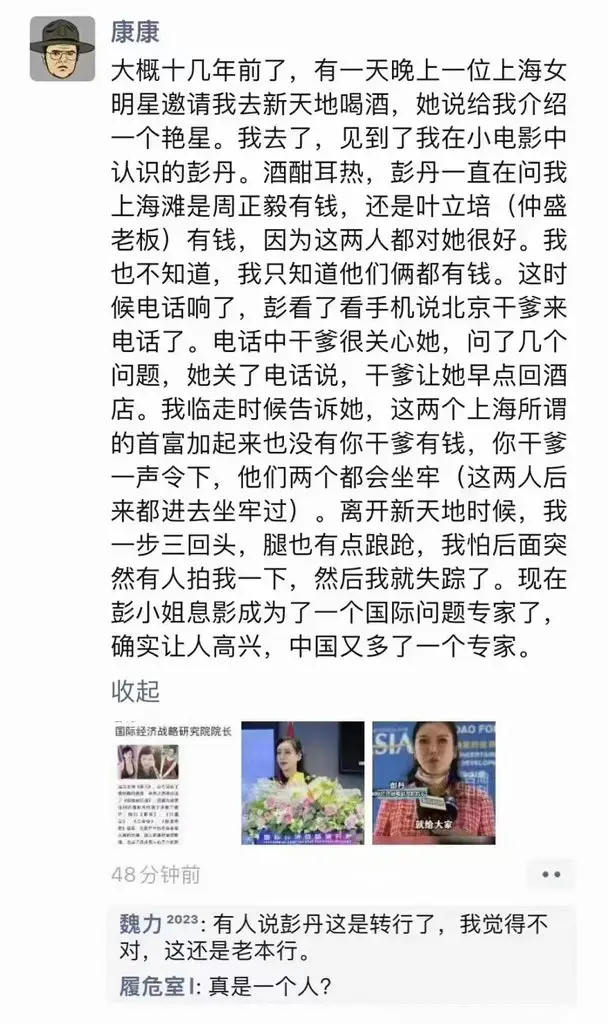 康康
大概十几年前了，有一天晚上一位上海女
明星邀请我去新天地喝酒，她说给我介绍
一个艳星。我去了，见到了我在小电影中
认识的彭丹。酒酣耳热，彭丹一直在问我
上海滩是周正毅有钱，还是叶立培（仲盛
老板）有钱，因为这两人都对她很好。我
也不知道，我只知道他们俩都有钱。这时
候电话响了，彭看了看手机说北京干爹来
电话了。电话中干爹很关心她，问了几个
问题，她关了电话说，干爹让她早点回酒
店。我临走时候告诉她，这两个上海所谓
的首富加起来也没有你干爹有钱，你干爹
一声令下，他们两个都会坐牢（这两人后
来都进去坐牢过）。离开新天地时候，我
一步三回头，腿也有点踉跄，我怕后面突
然有人拍我一下，然后我就失踪了。现在
彭小姐息影成为了一个国际问题专家了，
确实让人高兴，中国又多了一个专家。
收起
国际经济战略研究院院长
SIA
OAO FO
彭丹
就给大家
48分钟前
魏力²⁰²³: 有人说彭丹这是转行了，我觉得不
对，这还是老本行。
履危室I: 真是一个人？